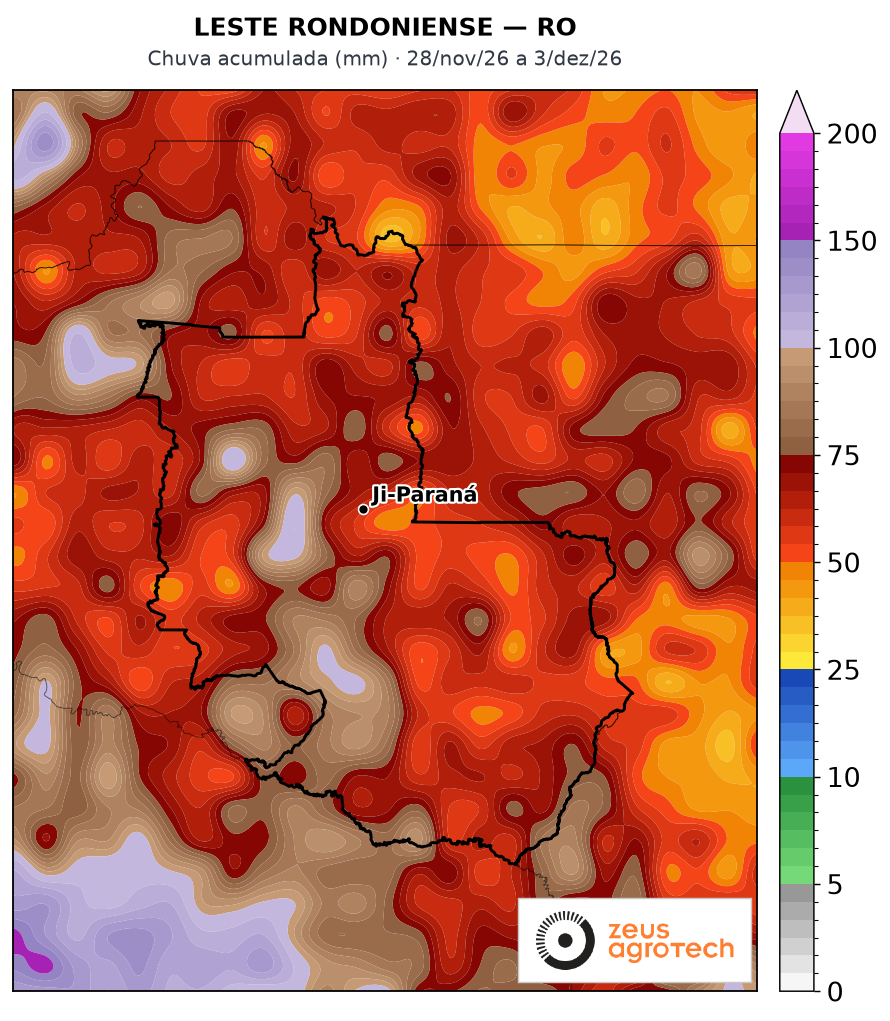 LESTE RONDONIENSE — RO
Chuva acumulada (mm) · 28/nov/26 a 3/dez/26
200
150
100
75
50
25
10
5
0
Ji-Paraná
zeus
agrotech